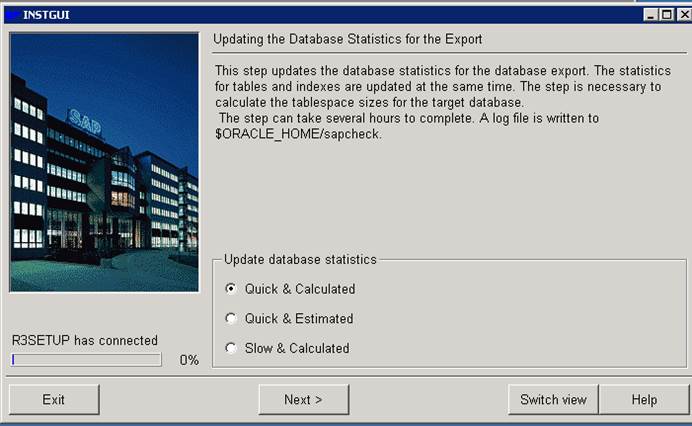 INSTGUI
Updating the Database Statistics for the Export
This step updates the database statistics for the database export. The statistics
for tables and indexes are updated at the same time. The step is necessary to
calculate the tablespace sizes for the target database.
The step can take several hours to complete. A log file is written to
$ORACLE_HOME/sapcheck.
SAP
Update database statistics
Quick & Calculated
Quick & Estimated
Slow & Calculated
R3SETUP has connected
0%
Exit
Next >
Switch view
Help